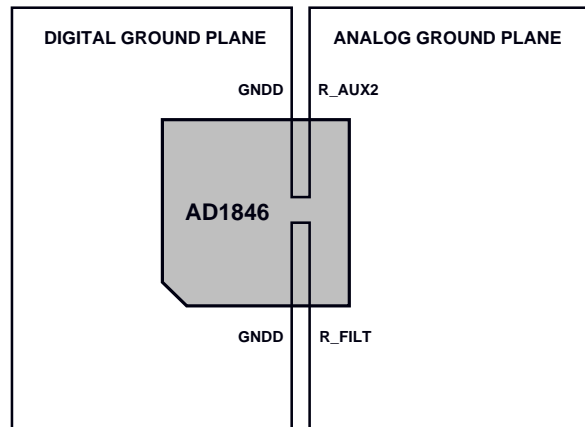 DIGITAL GROUND PLANE
ANALOG GROUND PLANE
GNDD
R_AUX2
AD1846
GNDD
R_FILT